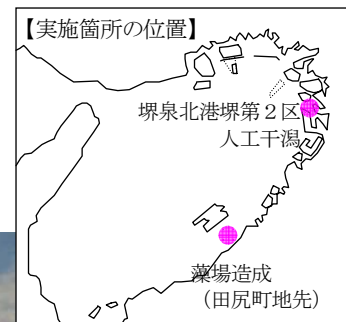 【実施箇所の位置】
堺泉北港堺第２区
人工干潟
藻場造成
（田尻町地先）